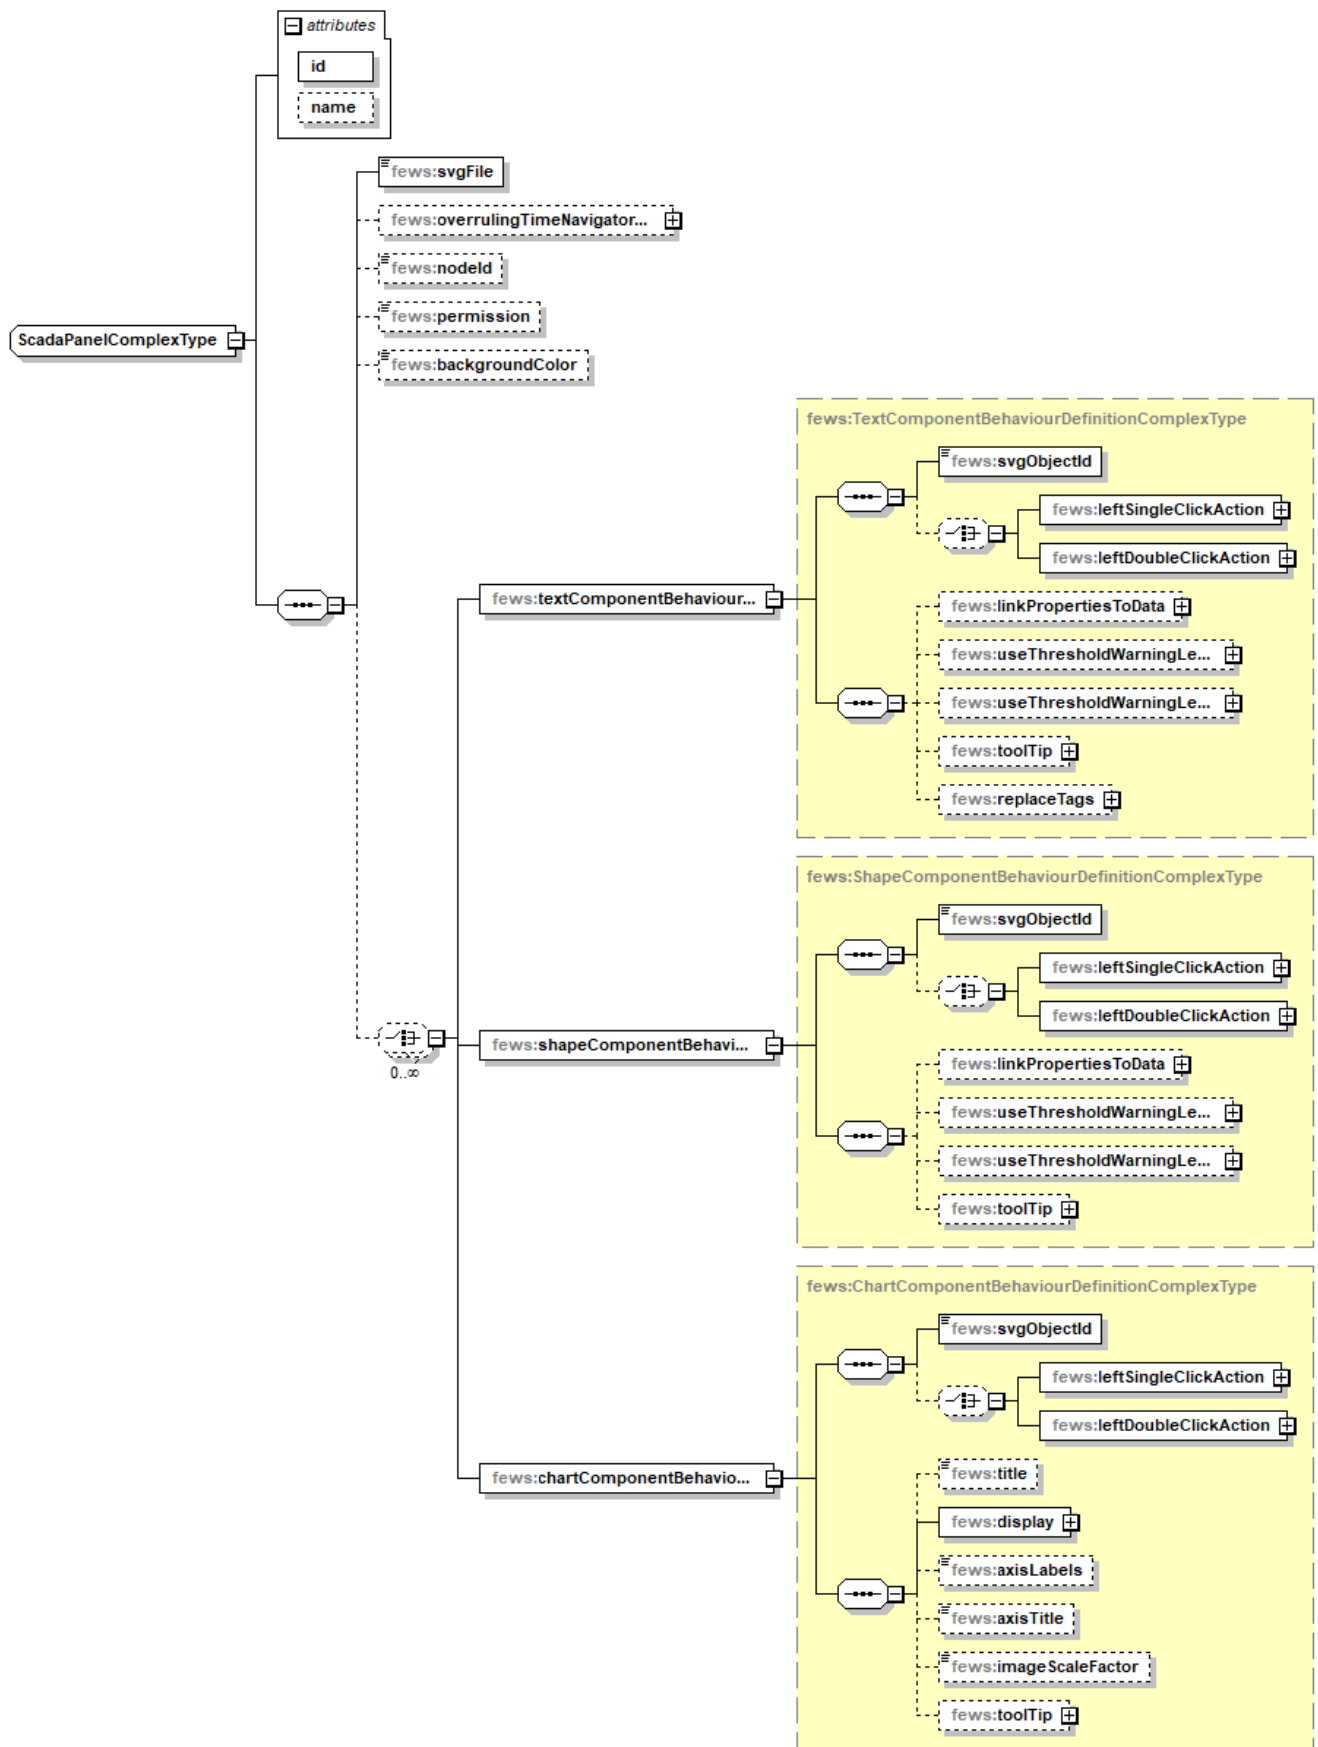 attributes
id
name
fews:svgFile
fews:overrulingTimeNavigator...
fews:nodeId
fews:permission
ScadaPanelComplexType
fews:backgroundColor
fews:TextComponentBehaviourDefinitionComplexType
fews:svgObjectId
fews:leftSingleClickAction
fews:leftDoubleClickAction
fews:textComponentBehaviour...
fews:linkPropertiesToData
fews:useThresholdWarningLe...
fews:useThresholdWarningLe...
fews:toolTip
fews:replaceTags
fews:ShapeComponentBehaviourDefinitionComplexType
fews:svgObjectId
fews:leftSingleClickAction
fews:leftDoubleClickAction
fews:shapeComponentBehavi...
0..∞
fews:linkPropertiesToData
fews:useThresholdWarningLe...
fews:useThresholdWarningLe...
fews:toolTip
fews:ChartComponentBehaviourDefinitionComplexType
fews:svgObjectId
fews:leftSingleClickAction
fews:leftDoubleClickAction
fews:chartComponentBehavio...
fews:title
fews:display
fews:axisLabels
fews:axisTitle
fews:imageScaleFactor
fews:toolTip